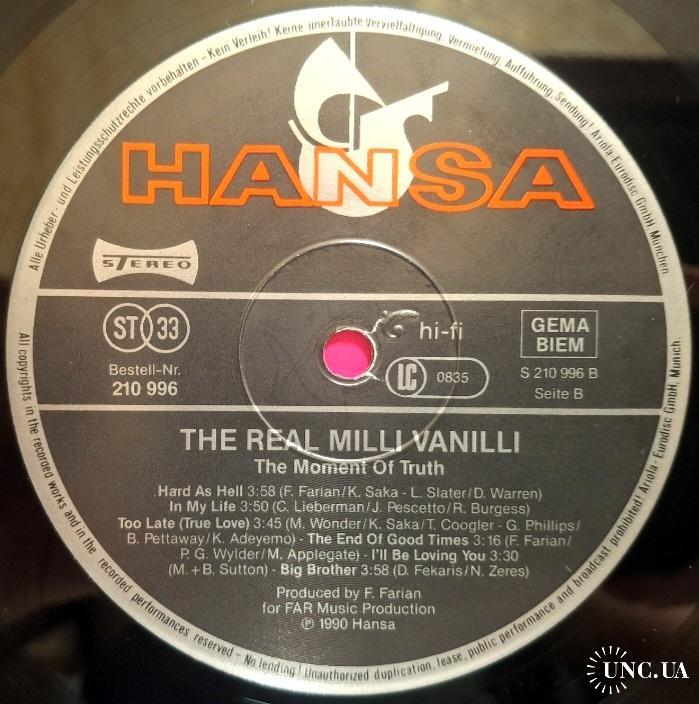 Alle Urheber- und Leistungsschutzrechte vorbehalten – Kein Verleih! Keine unerlaubte Vervielfältigung, Vermietung, Aufführung, Sendung! Ariola-Eurodisc GmbH, München
HANSA
STEREO
ST 33
hi-fi
GEMA
BIEM
Bestell-Nr.
210 996
LC 0835
S 210 996 B
Seite B
THE REAL MILLI VANILLI
The Moment Of Truth
Hard As Hell 3:58 (F. Farian/K. Saka - L. Slater/D. Warren)
In My Life 3:50 (C. Lieberman/J. Pescetto/R. Burgess)
Too Late (True Love) 3:45 (M. Wonder/K. Saka/T. Coogler - G. Phillips/
B. Pettaway/K. Adeyemo) - The End Of Good Times 3:16 (F. Farian/
P. G. Wylder/M. Applegate) - I'll Be Loving You 3:30
(M. + B. Sutton) - Big Brother 3:58 (D. Fekaris/N. Zeres)
Produced by F. Farian
for FAR Music Production
℗ 1990 Hansa
All copyrights in the recorded works and in the recorded performances reserved – No lending! Unauthorized duplication, lease, public performance and broadcast prohibited! Ariola-Eurodisc GmbH, Munich.
UNC.UA